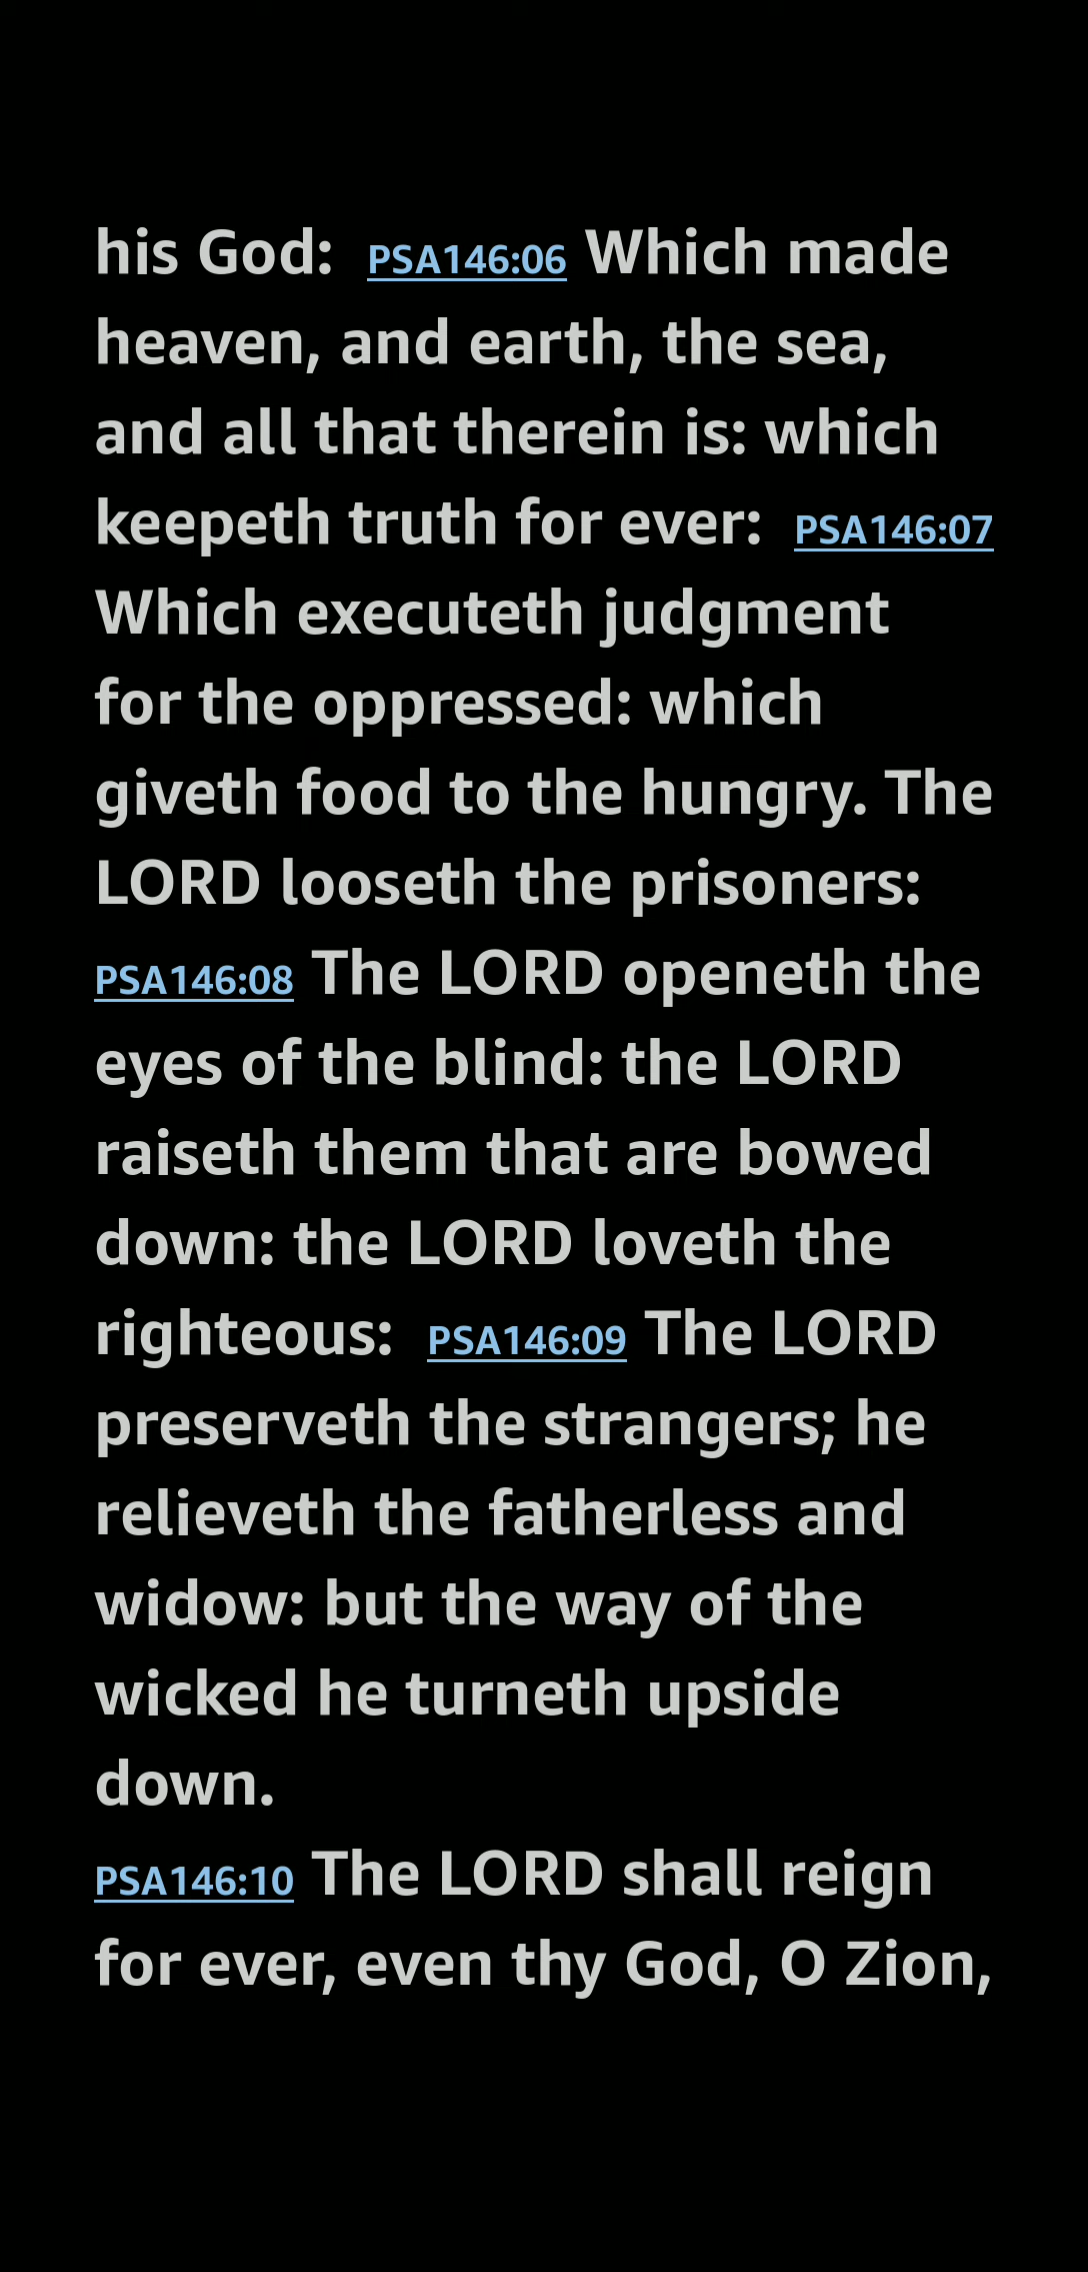 his God: PSA146:06 Which made
heaven, and earth, the sea,
and all that therein is: which
keepeth truth for ever: PSA146:07
Which executeth judgment
for the oppressed: which
giveth food to the hungry. The
LORD looseth the prisoners:
PSA146:08 The LORD openeth the
eyes of the blind: the LORD
raiseth them that are bowed
down: the LORD loveth the
righteous: PSA146:09 The LORD
preserveth the strangers; he
relieveth the fatherless and
widow: but the way of the
wicked he turneth upside
down.
PSA146:10 The LORD shall reign
for ever, even thy God, O Zion,